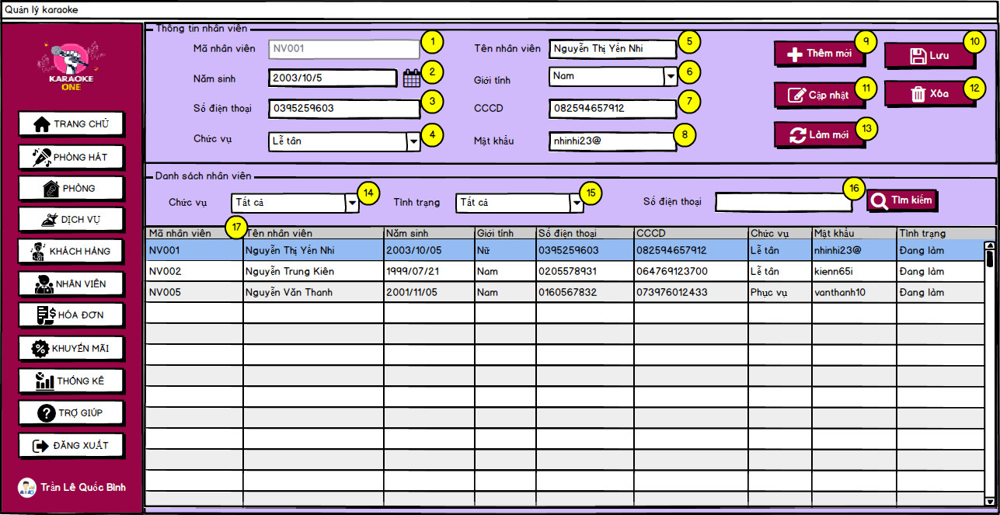 Quản lý karaoke
KARAOKE
ONE
TRANG CHỦ
PHÒNG HÁT
PHÒNG
DỊCH VỤ
KHÁCH HÀNG
NHÂN VIÊN
HÓA ĐƠN
KHUYẾN MÃI
THỐNG KÊ
TRỢ GIÚP
ĐĂNG XUẤT
Trần Lê Quốc Bình
Thông tin nhân viên
Mã nhân viên NV001 1 Tên nhân viên Nguyễn Thị Yến Nhi 5
Năm sinh 2003/10/5 2 Giới tính Nam 6
Số điện thoại 0395259603 3 CCCD 082594657912 7
Chức vụ Lễ tân 4 Mật khẩu nhinhi23@ 8
Thêm mới 9 Lưu 10
Cập nhật 11 Xóa 12
Làm mới 13
Danh sách nhân viên
Chức vụ Tất cả 14 Tình trạng Tất cả 15 Số điện thoại 16 Tìm kiếm
Mã nhân viên 17 Tên nhân viên Năm sinh Giới tính Số điện thoại CCCD Chức vụ Mật khẩu Tình trạng
NV001 Nguyễn Thị Yến Nhi 2003/10/05 Nữ 0395259603 082594657912 Lễ tân nhinhi23@ Đang làm
NV002 Nguyễn Trung Kiên 1999/07/21 Nam 0205578931 064769123700 Lễ tân kienn65i Đang làm
NV005 Nguyễn Văn Thanh 2001/11/05 Nam 0160567832 073976012433 Phục vụ vanthanh10 Đang làm